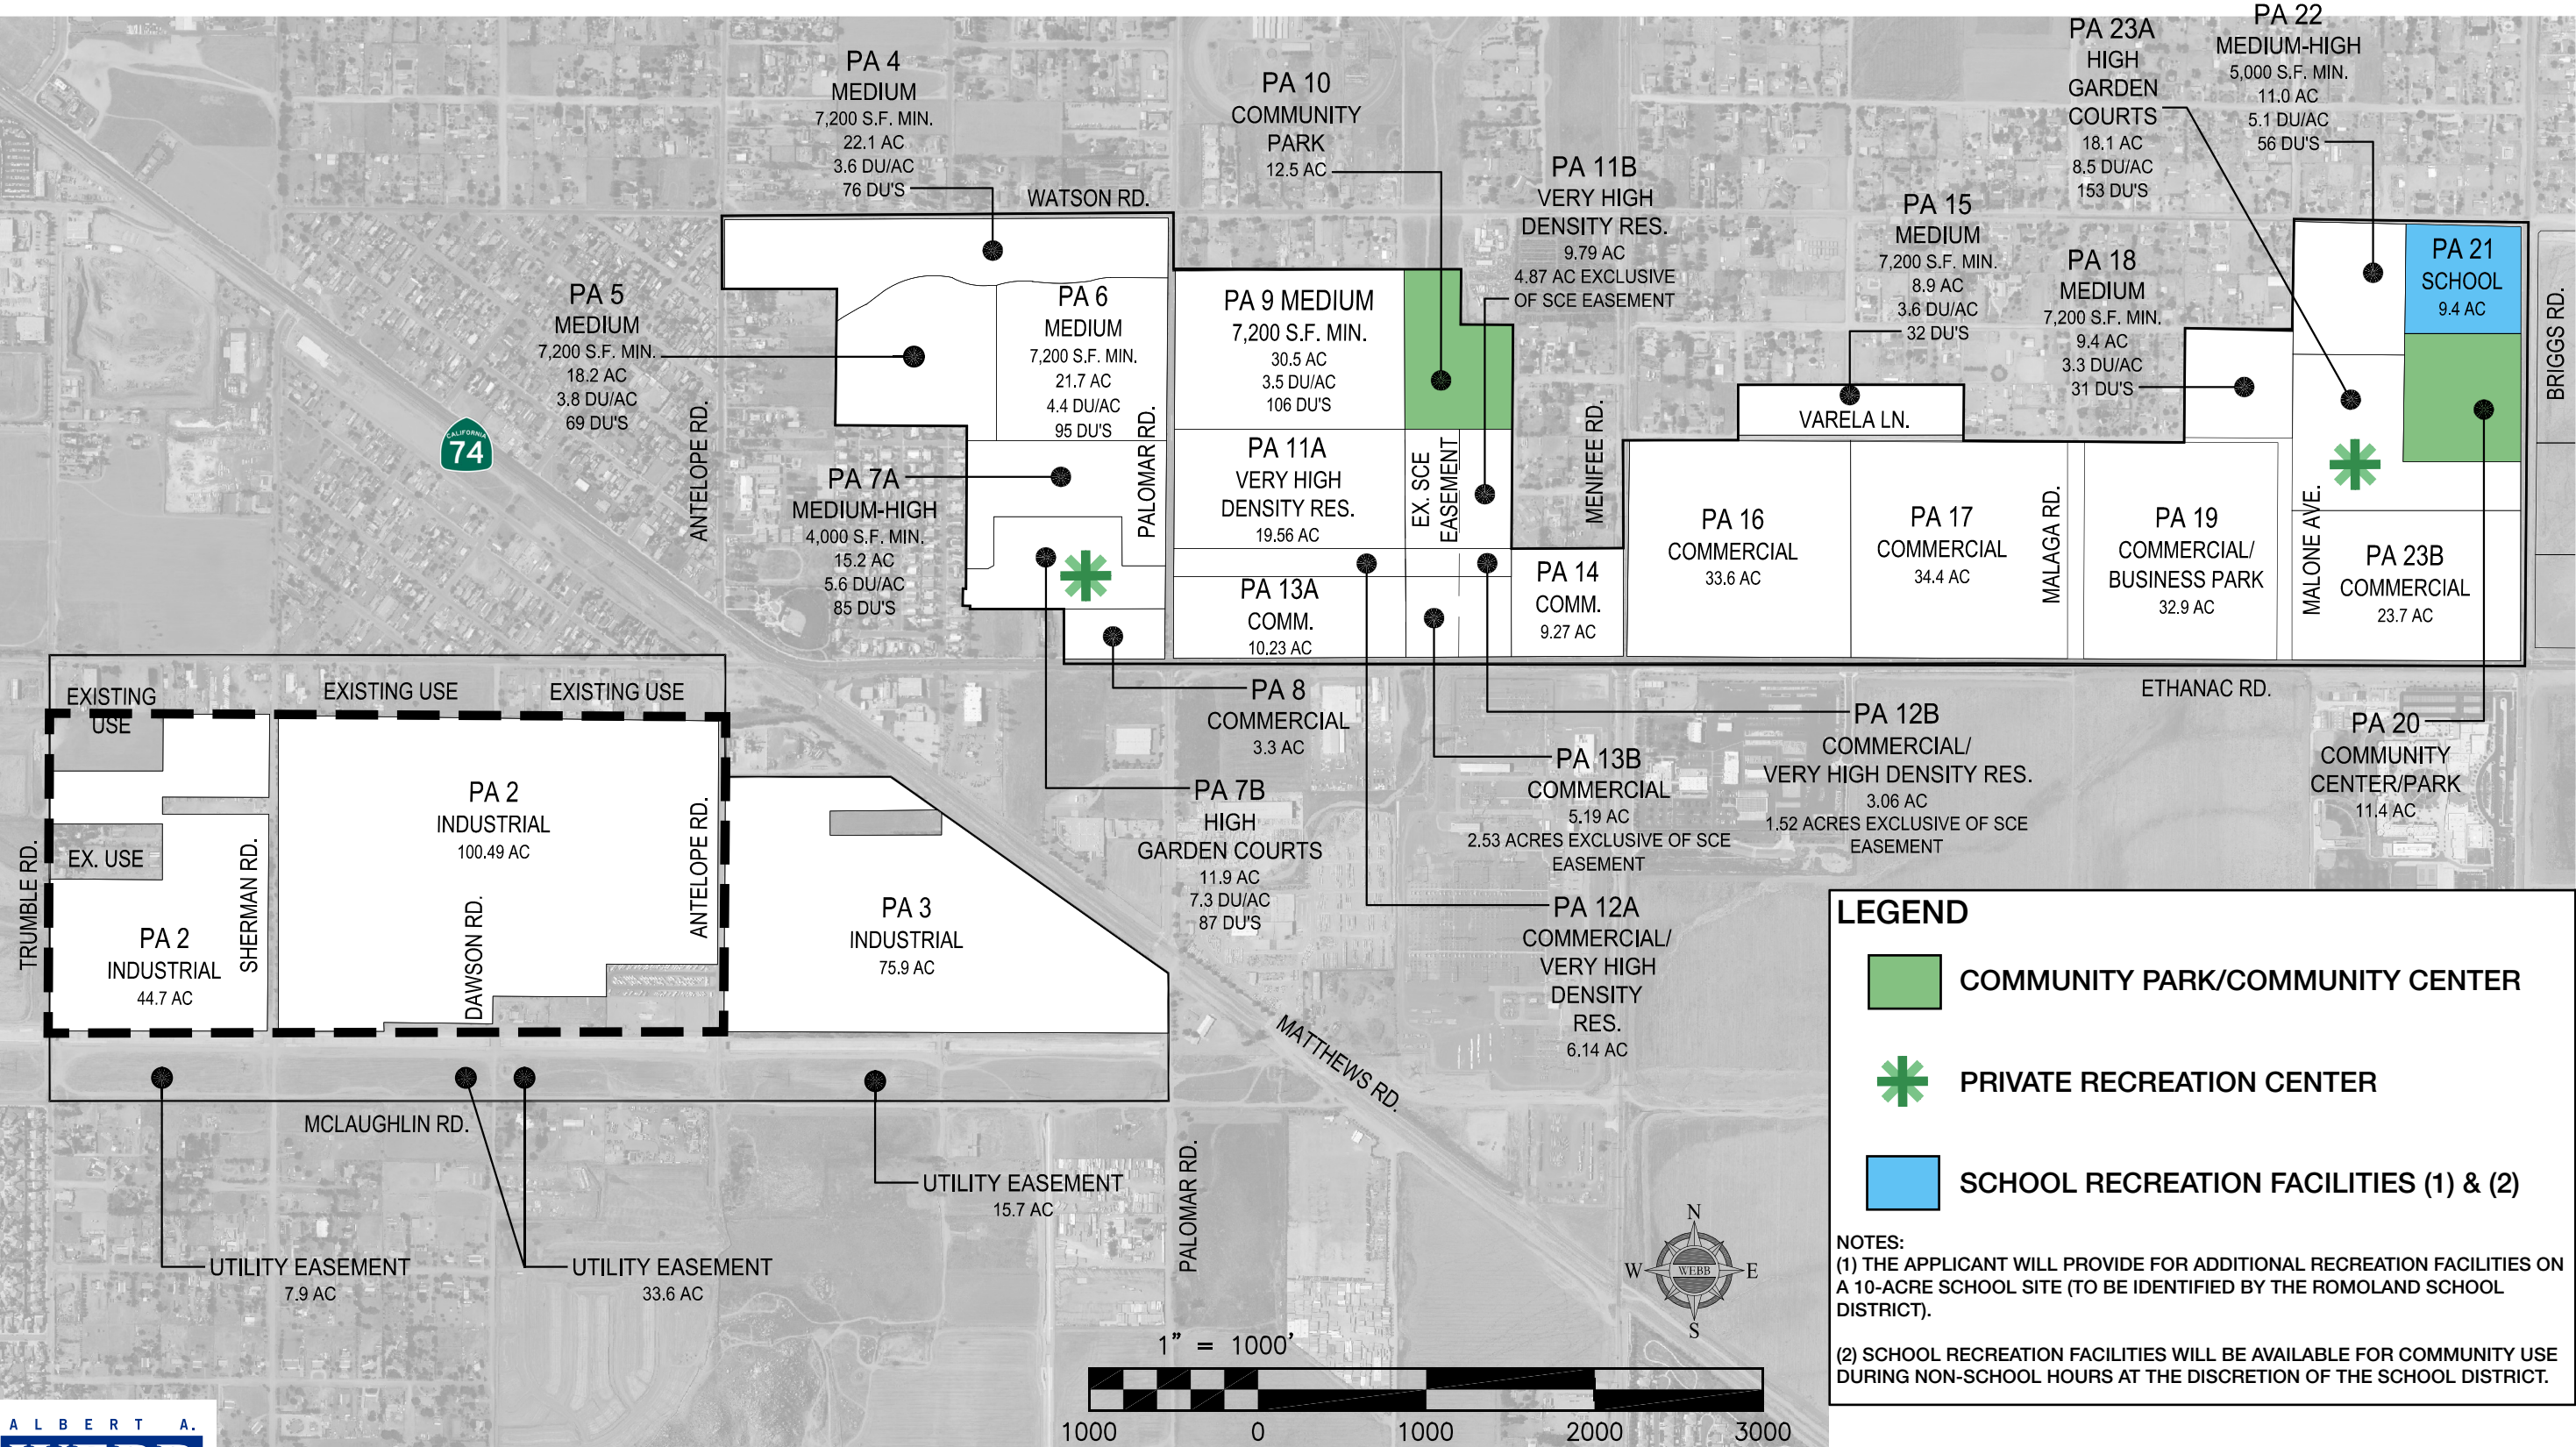 PA 4
MEDIUM
7,200 S.F. MIN.
22.1 AC
3.6 DU/AC
76 DU'S
WATSON RD.
PA 10
COMMUNITY
PARK
12.5 AC
PA 11B
VERY HIGH
DENSITY RES.
9.79 AC
4.87 AC EXCLUSIVE
OF SCE EASEMENT
PA 15
MEDIUM
7,200 S.F. MIN.
8.9 AC
3.6 DU/AC
32 DU'S
VARELA LN.
PA 18
MEDIUM
7,200 S.F. MIN.
9.4 AC
3.3 DU/AC
31 DU'S
PA 23A
HIGH
GARDEN
COURTS
18.1 AC
8.5 DU/AC
153 DU'S
PA 22
MEDIUM-HIGH
5,000 S.F. MIN.
11.0 AC
5.1 DU/AC
56 DU'S
PA 21
SCHOOL
9.4 AC
BRIGGS RD.
PA 5
MEDIUM
7,200 S.F. MIN.
18.2 AC
3.8 DU/AC
69 DU'S
CALIFORNIA
74
ANTELOPE RD.
PA 6
MEDIUM
7,200 S.F. MIN.
21.7 AC
4.4 DU/AC
95 DU'S
PALOMAR RD.
PA 7A
MEDIUM-HIGH
4,000 S.F. MIN.
15.2 AC
5.6 DU/AC
85 DU'S
PA 9 MEDIUM
7,200 S.F. MIN.
30.5 AC
3.5 DU/AC
106 DU'S
PA 11A
VERY HIGH
DENSITY RES.
19.56 AC
EX. SCE
EASEMENT
PA 13A
COMM.
10.23 AC
MENIFEE RD.
PA 14
COMM.
9.27 AC
PA 16
COMMERCIAL
33.6 AC
PA 17
COMMERCIAL
34.4 AC
MALAGA RD.
PA 19
COMMERCIAL/
BUSINESS PARK
32.9 AC
MALONE AVE.
PA 23B
COMMERCIAL
23.7 AC
ETHANAC RD.
PA 8
COMMERCIAL
3.3 AC
PA 7B
HIGH
GARDEN COURTS
11.9 AC
7.3 DU/AC
87 DU'S
PA 13B
COMMERCIAL
5.19 AC
2.53 ACRES EXCLUSIVE OF SCE
EASEMENT
PA 12B
COMMERCIAL/
VERY HIGH DENSITY RES.
3.06 AC
1.52 ACRES EXCLUSIVE OF SCE
EASEMENT
PA 12A
COMMERCIAL/
VERY HIGH
DENSITY
RES.
6.14 AC
PA 20
COMMUNITY
CENTER/PARK
11.4 AC
EXISTING
USE
EXISTING USE
EXISTING USE
EX. USE
TRUMBLE RD.
PA 2
INDUSTRIAL
44.7 AC
SHERMAN RD.
PA 2
INDUSTRIAL
100.49 AC
DAWSON RD.
ANTELOPE RD.
PA 3
INDUSTRIAL
75.9 AC
MATTHEWS RD.
MCLAUGHLIN RD.
PALOMAR RD.
UTILITY EASEMENT
7.9 AC
UTILITY EASEMENT
33.6 AC
UTILITY EASEMENT
15.7 AC
N
W
WEBB
E
S
1" = 1000'
1000
0
1000
2000
3000
LEGEND
COMMUNITY PARK/COMMUNITY CENTER
PRIVATE RECREATION CENTER
SCHOOL RECREATION FACILITIES (1) & (2)
NOTES:
(1) THE APPLICANT WILL PROVIDE FOR ADDITIONAL RECREATION FACILITIES ON
A 10-ACRE SCHOOL SITE (TO BE IDENTIFIED BY THE ROMOLAND SCHOOL
DISTRICT).
(2) SCHOOL RECREATION FACILITIES WILL BE AVAILABLE FOR COMMUNITY USE
DURING NON-SCHOOL HOURS AT THE DISCRETION OF THE SCHOOL DISTRICT.
ALBERT A.